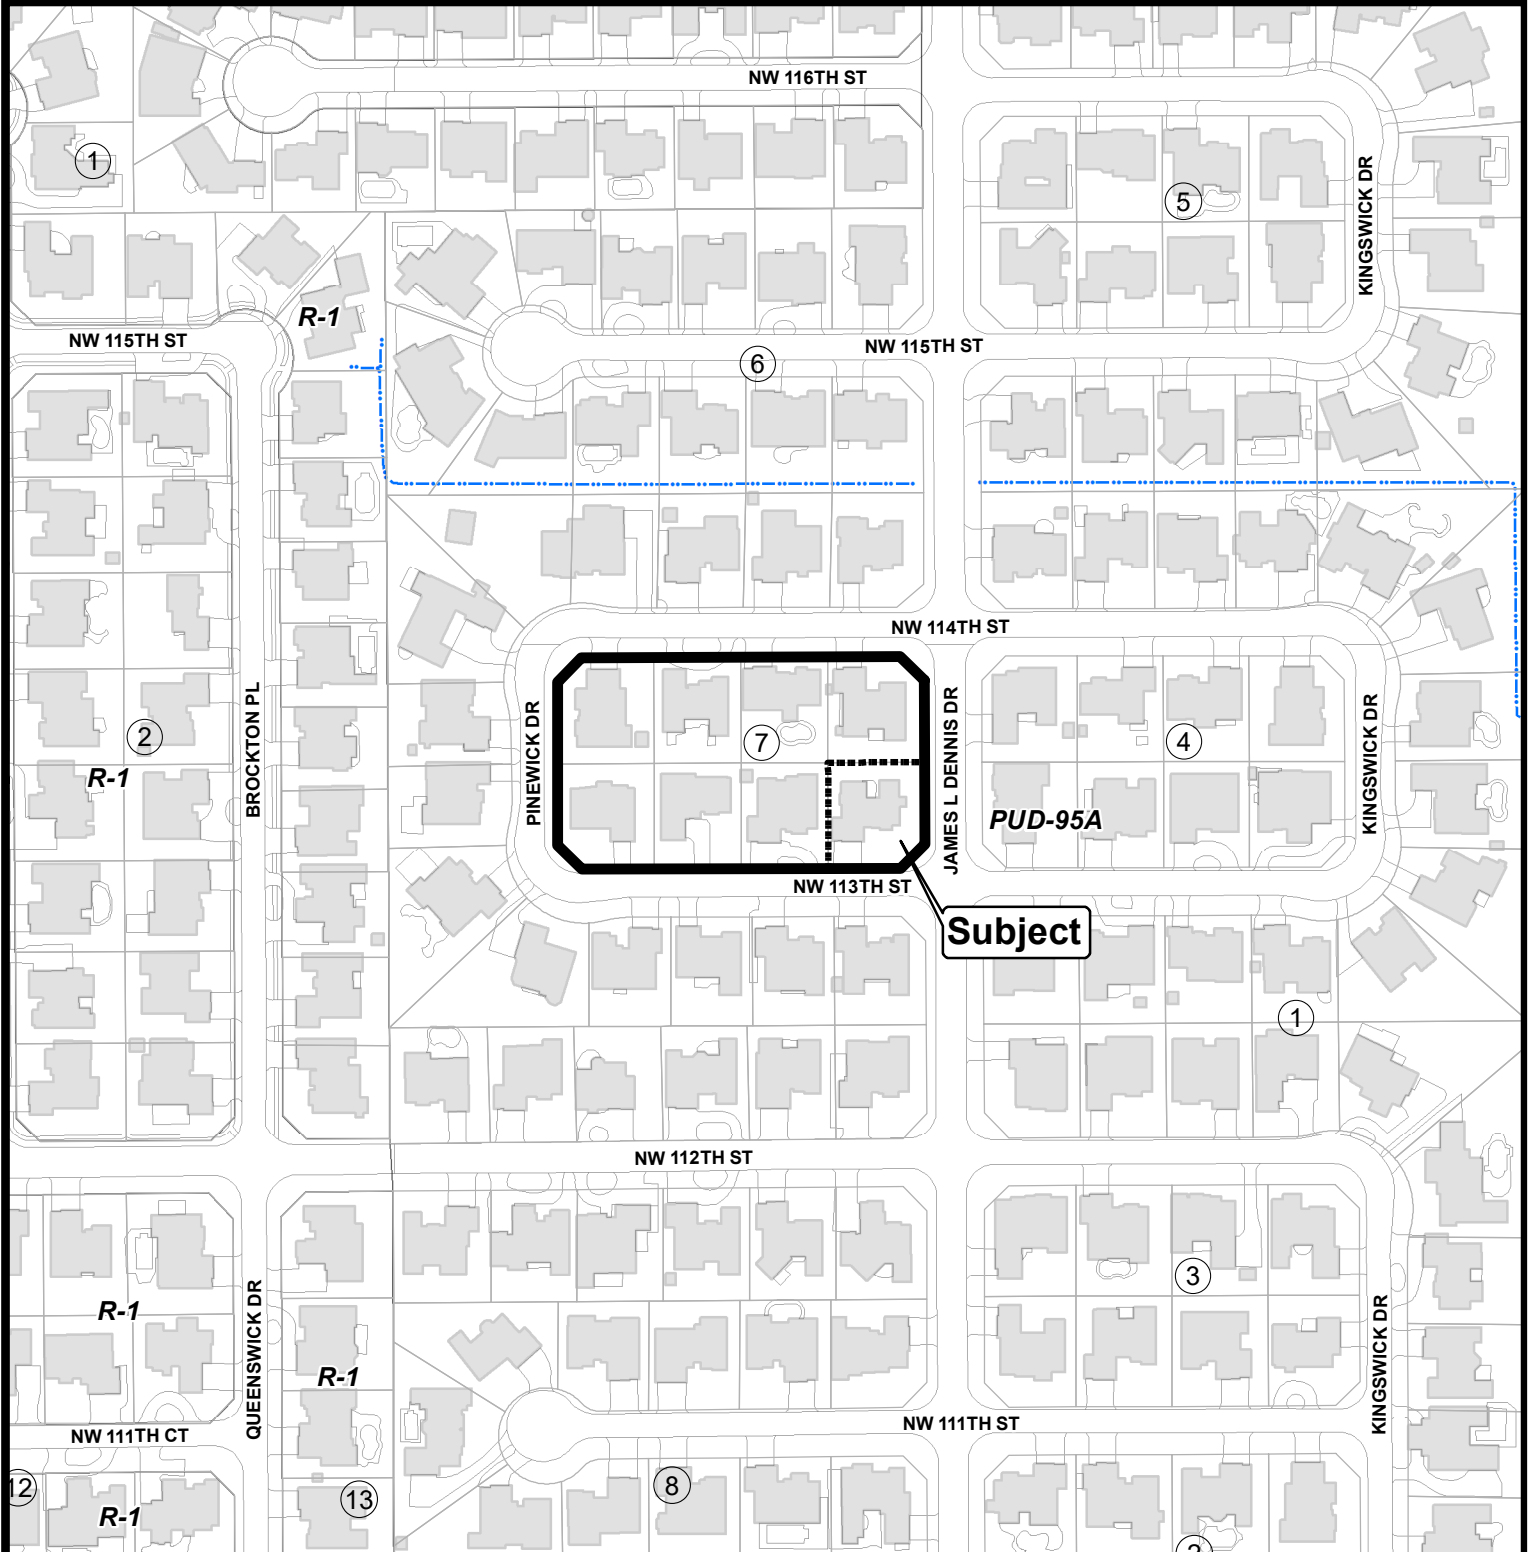 NW 116TH ST
1
5
KINGSWICK DR
R-1
NW 115TH ST
NW 115TH ST
6
NW 114TH ST
BROCKTON PL
PINEWICK DR
JAMES L DENNIS DR
KINGSWICK DR
2
7
4
R-1
PUD-95A
NW 113TH ST
Subject
1
NW 112TH ST
3
R-1
QUEENSWICK DR
KINGSWICK DR
R-1
NW 111TH ST
NW 111TH CT
12
13
8
R-1